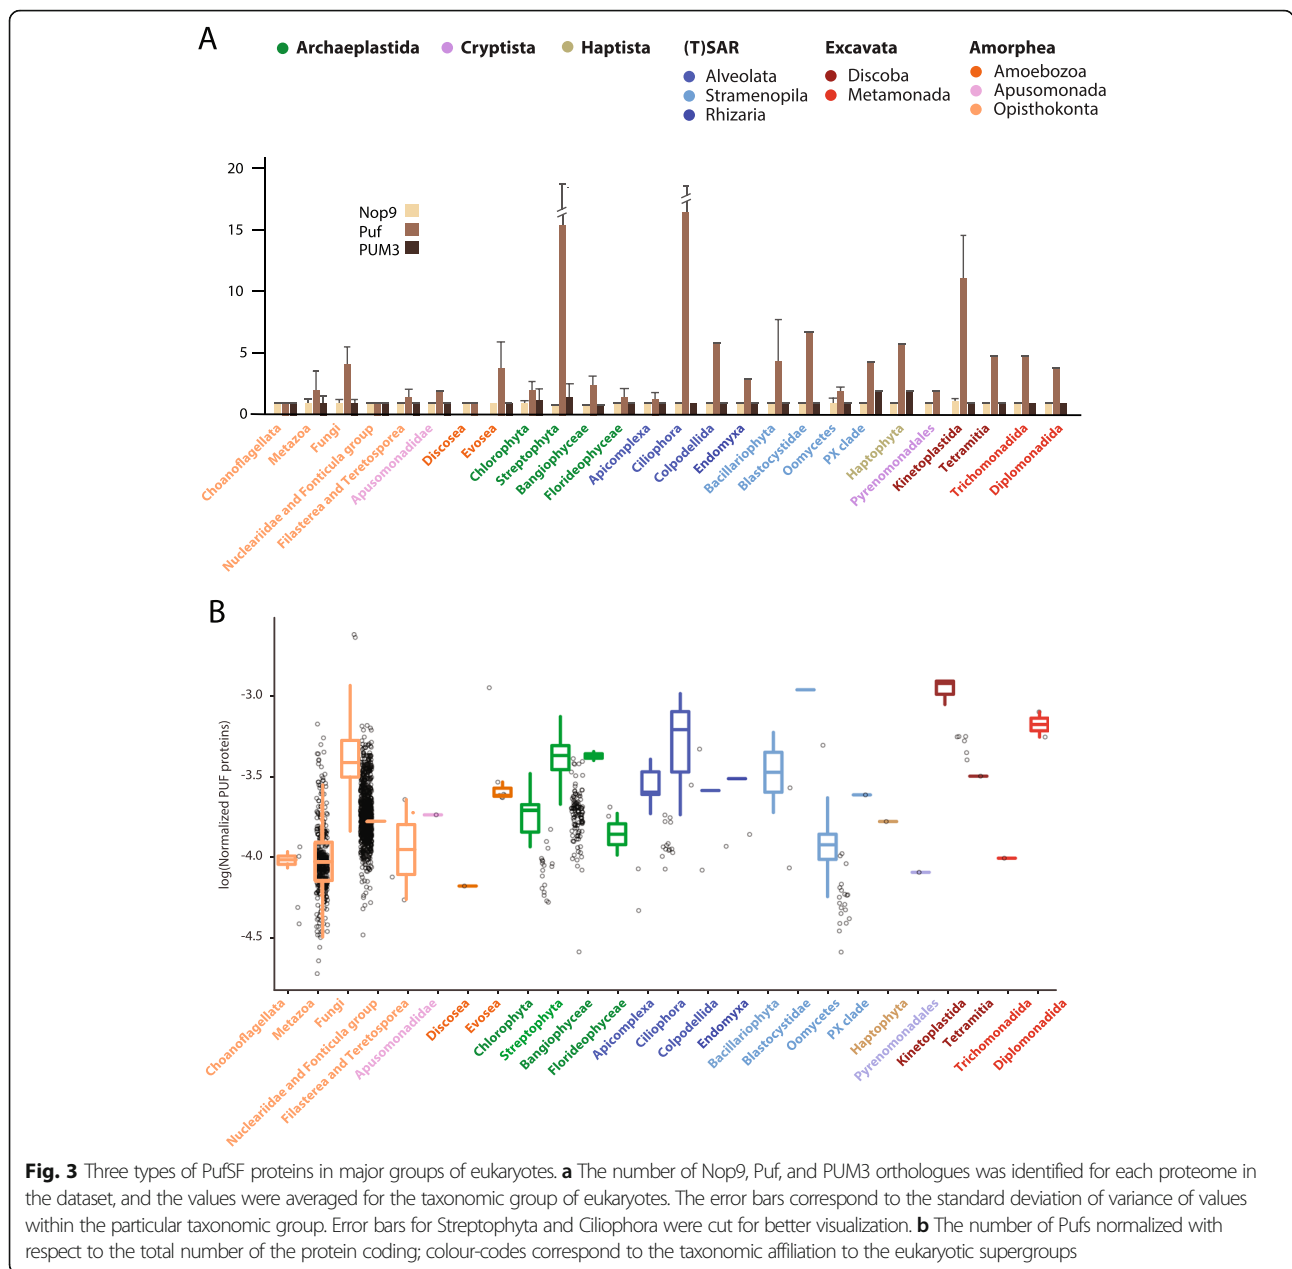 A
Archaeplastida
Cryptista
Haptista
(T)SAR
Alveolata
Stramenopila
Rhizaria
Excavata
Discoba
Metamonada
Amorphea
Amoebozoa
Apusomonada
Opisthokonta
20
15
10
5
0
Nop9
Puf
PUM3
Choanoflagellata
Metazoa
Fungi
Nucleariidae and Fonticula group
Filasterea and Teretosporea
Apusomonadidae
Discosea
Evosea
Chlorophyta
Streptophyta
Bangiophyceae
Florideophyceae
Apicomplexa
Ciliophora
Colpodellida
Endomyxa
Bacillariophyta
Blastocystidae
Oomycetes
PX clade
Haptophyta
Pyrenomonadales
Kinetoplastida
Tetramitia
Trichomonadida
Diplomonadida
B
log(Normalized PUF proteins)
-3.0
-3.5
-4.0
-4.5
Choanoflagellata
Metazoa
Fungi
Nucleariidae and Fonticula group
Filasterea and Teretosporea
Apusomonadidae
Discosea
Evosea
Chlorophyta
Streptophyta
Bangiophyceae
Florideophyceae
Apicomplexa
Ciliophora
Colpodellida
Endomyxa
Bacillariophyta
Blastocystidae
Oomycetes
PX clade
Haptophyta
Pyrenomonadales
Kinetoplastida
Tetramitia
Trichomonadida
Diplomonadida
Fig. 3 Three types of PufSF proteins in major groups of eukaryotes. a The number of Nop9, Puf, and PUM3 orthologues was identified for each proteome in
the dataset, and the values were averaged for the taxonomic group of eukaryotes. The error bars correspond to the standard deviation of variance of values
within the particular taxonomic group. Error bars for Streptophyta and Ciliophora were cut for better visualization. b The number of Pufs normalized with
respect to the total number of the protein coding; colour-codes correspond to the taxonomic affiliation to the eukaryotic supergroups